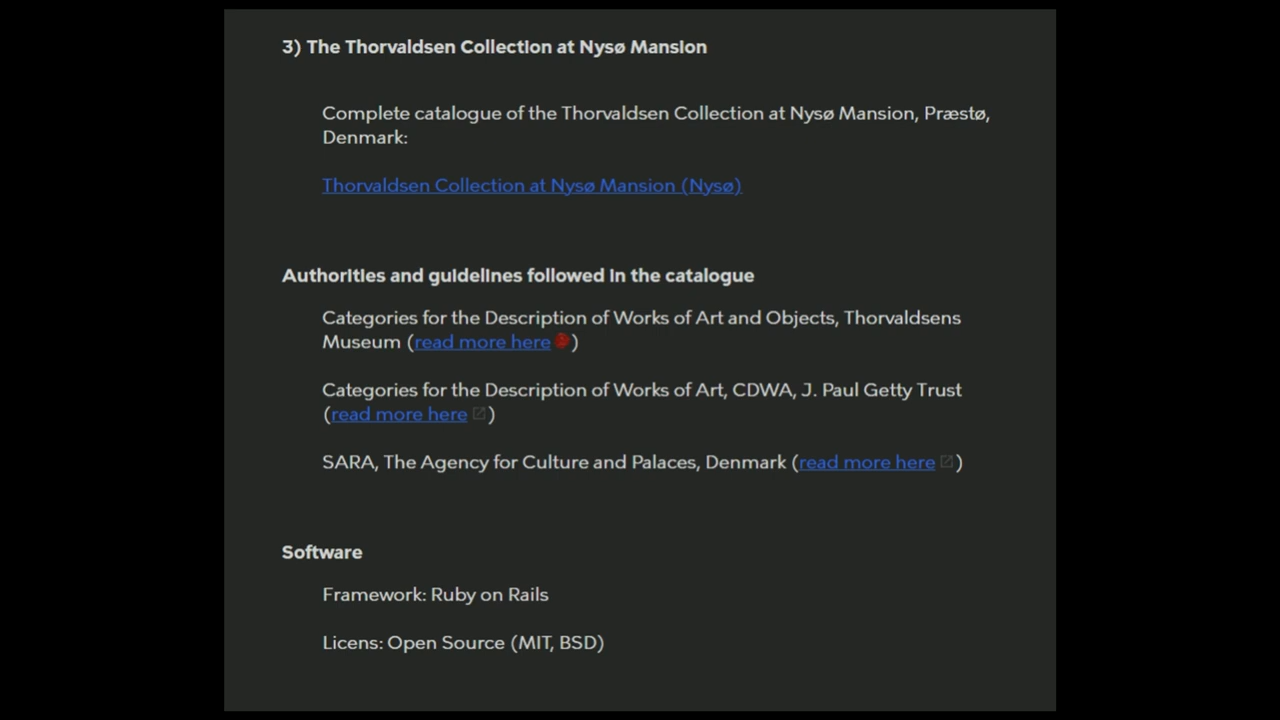 3) The Thorvaldsen Collection at Nysø Mansion
Complete catalogue of the Thorvaldsen Collection at Nysø Mansion, Præstø,
Denmark:
Thorvaldsen Collection at Nysø Mansion (Nysø)
Authorities and guidelines followed in the catalogue
Categories for the Description of Works of Art and Objects, Thorvaldsens
Museum (read more here )
Categories for the Description of Works of Art, CDWA, J. Paul Getty Trust
(read more here )
SARA, The Agency for Culture and Palaces, Denmark (read more here )
Software
Framework: Ruby on Rails
Licens: Open Source (MIT, BSD)